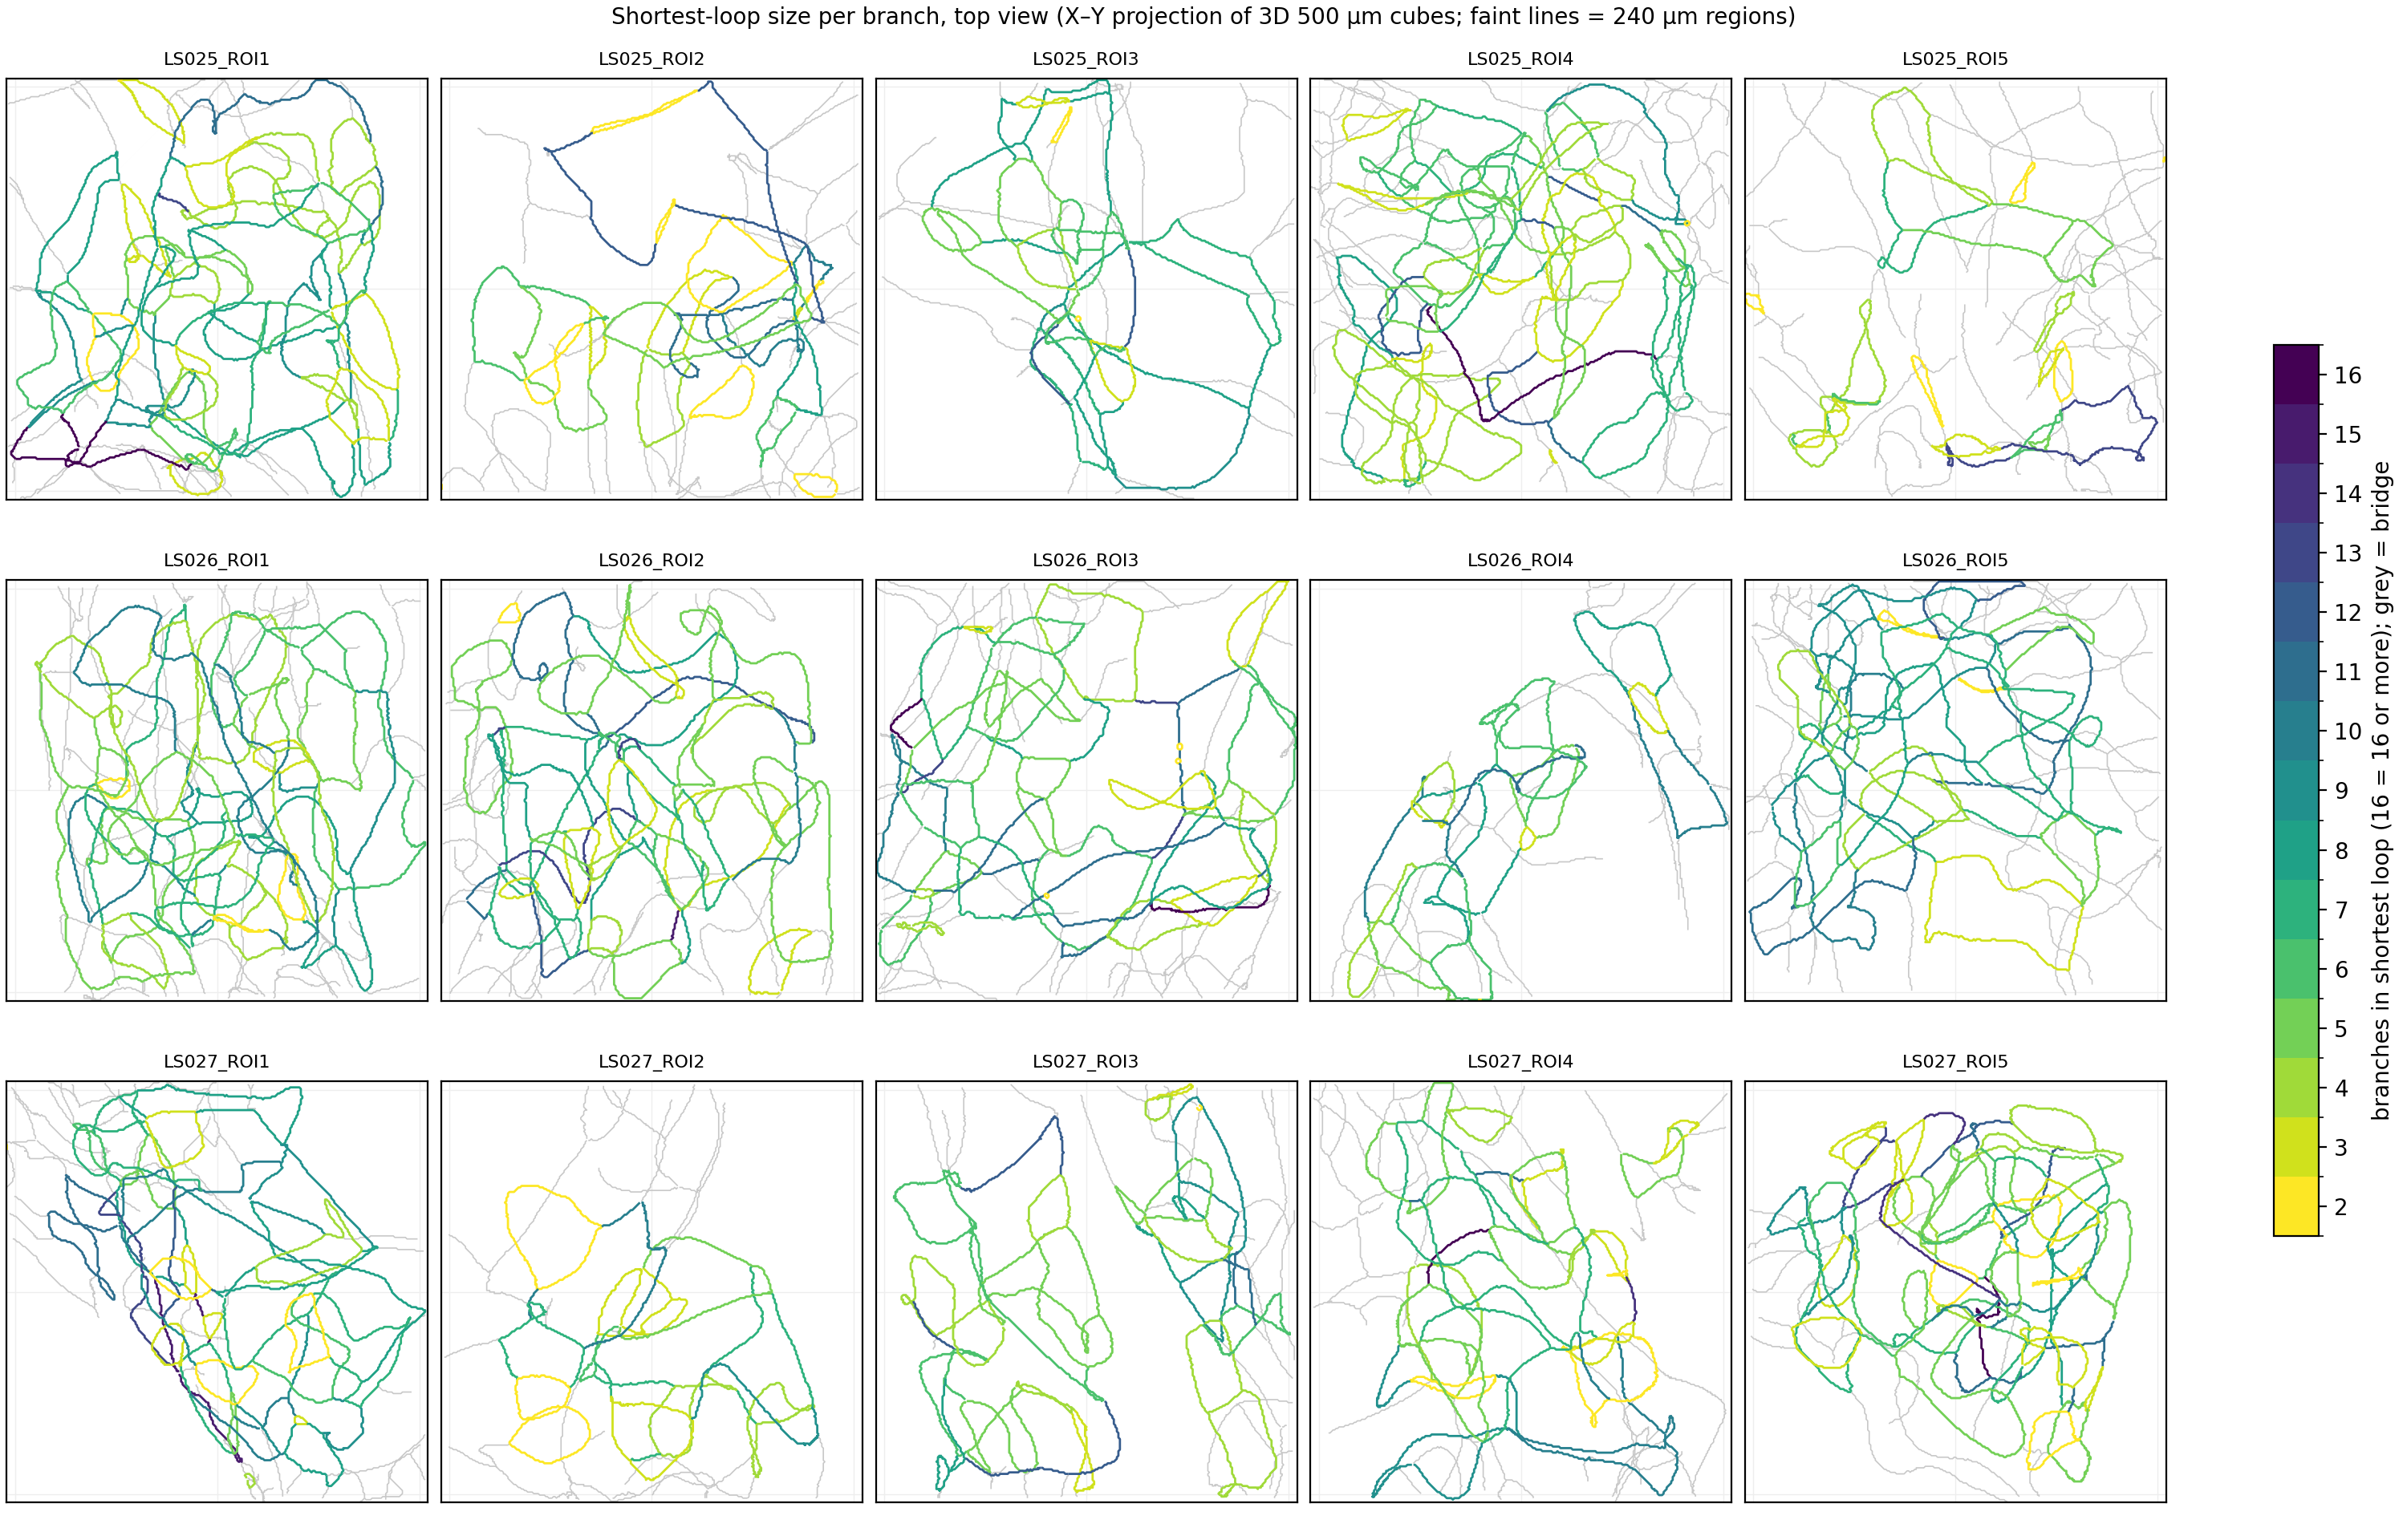 Shortest-loop size per branch, top view (X–Y projection of 3D 500 µm cubes; faint lines = 240 µm regions)
LS025_ROI1
LS025_ROI2
LS025_ROI3
LS025_ROI4
LS025_ROI5
LS026_ROI1
LS026_ROI2
LS026_ROI3
LS026_ROI4
LS026_ROI5
LS027_ROI1
LS027_ROI2
LS027_ROI3
LS027_ROI4
LS027_ROI5
16
15
14
13
12
11
10
9
8
7
6
5
4
3
2
branches in shortest loop (16 = 16 or more); grey = bridge